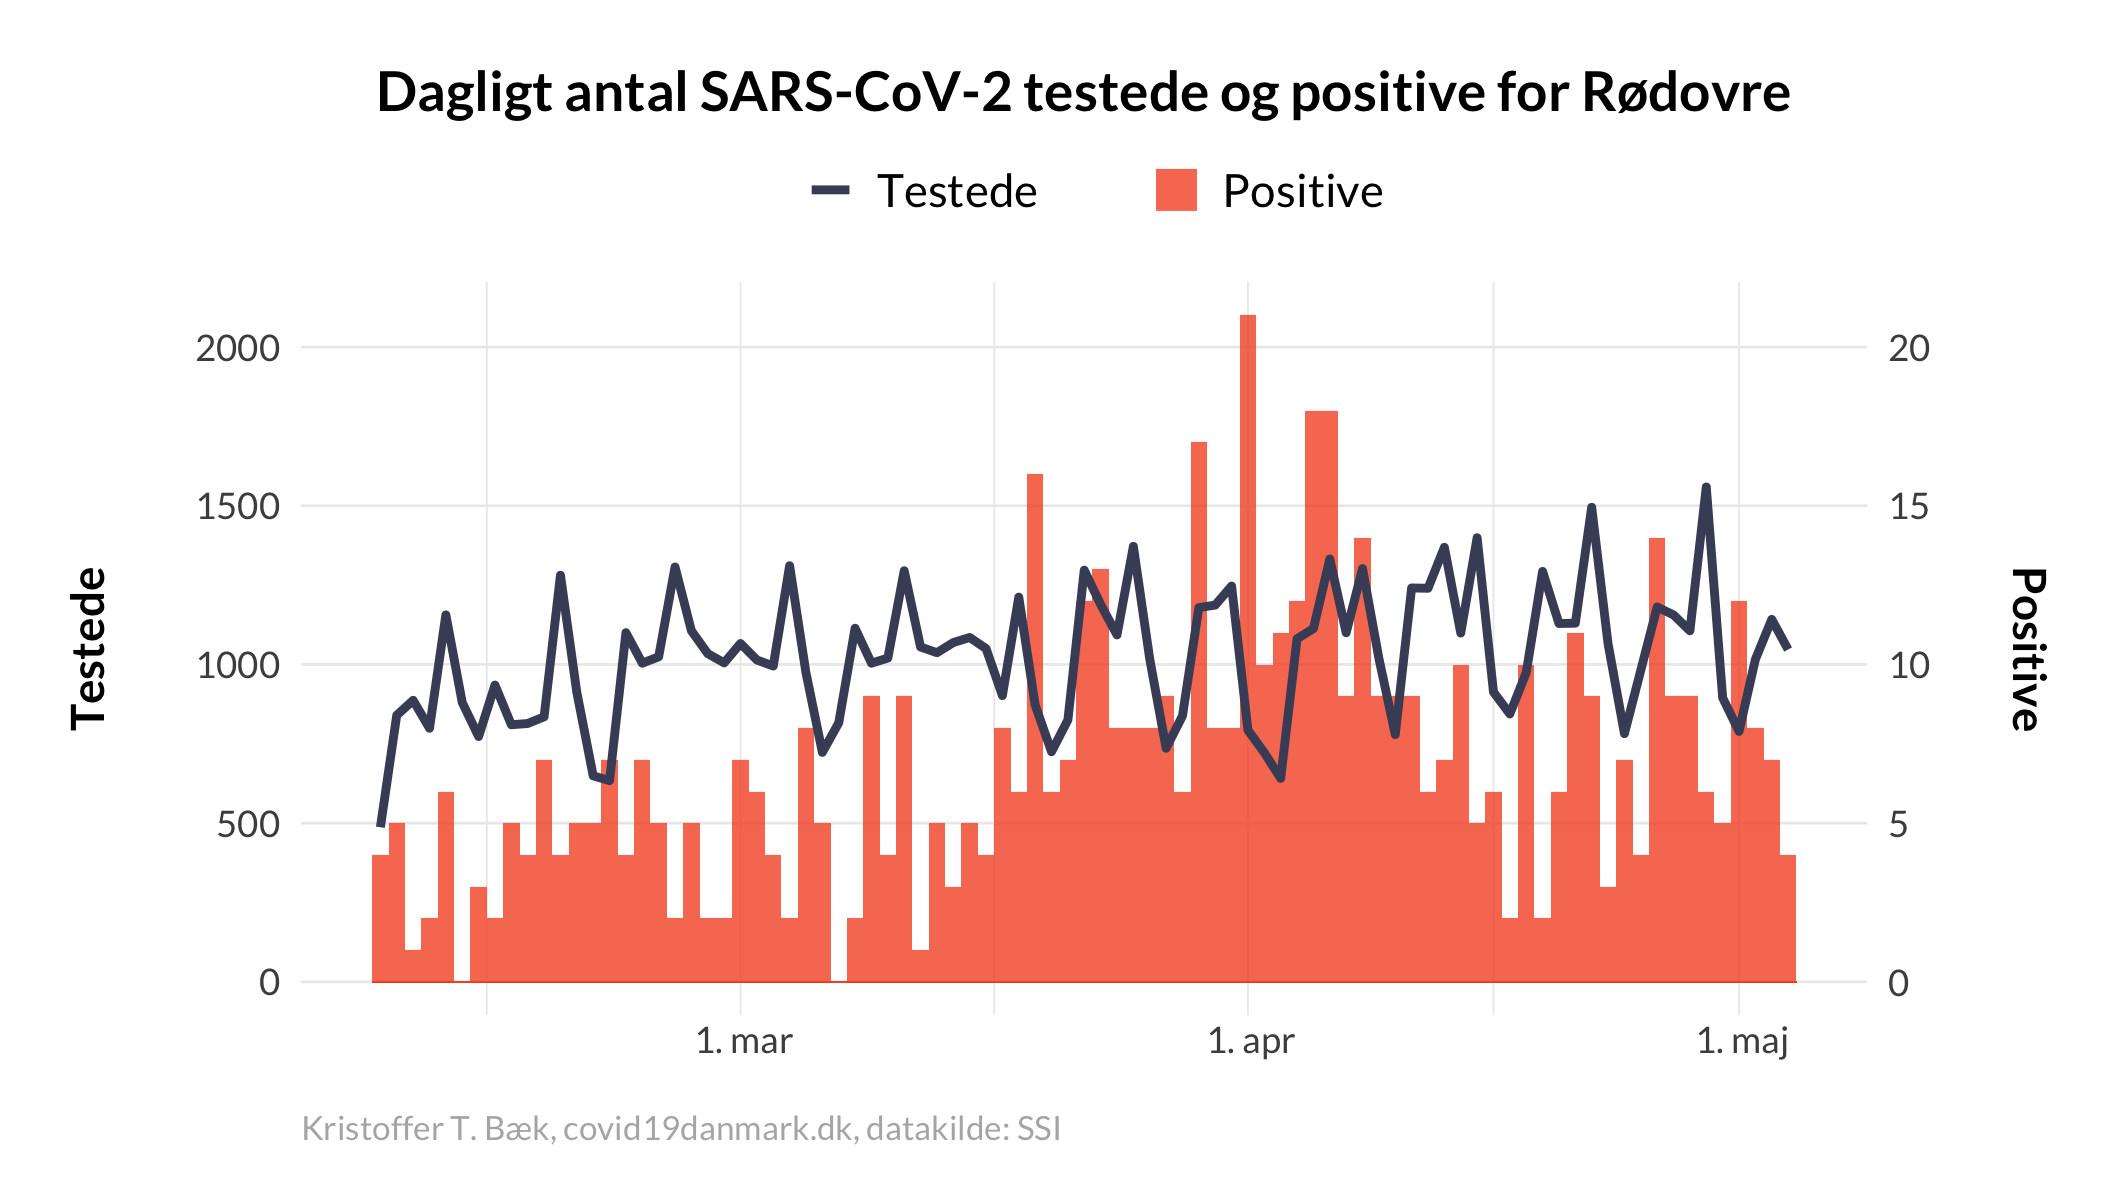 Dagligt antal SARS-CoV-2 testede og positive for Rødovre
Testede
Positive
2000
1500
1000
500
0
20
15
10
5
0
Testede
Positive
1. mar
1. apr
1. maj
Kristoffer T. Bæk, covid19danmark.dk, datakilde: SSI